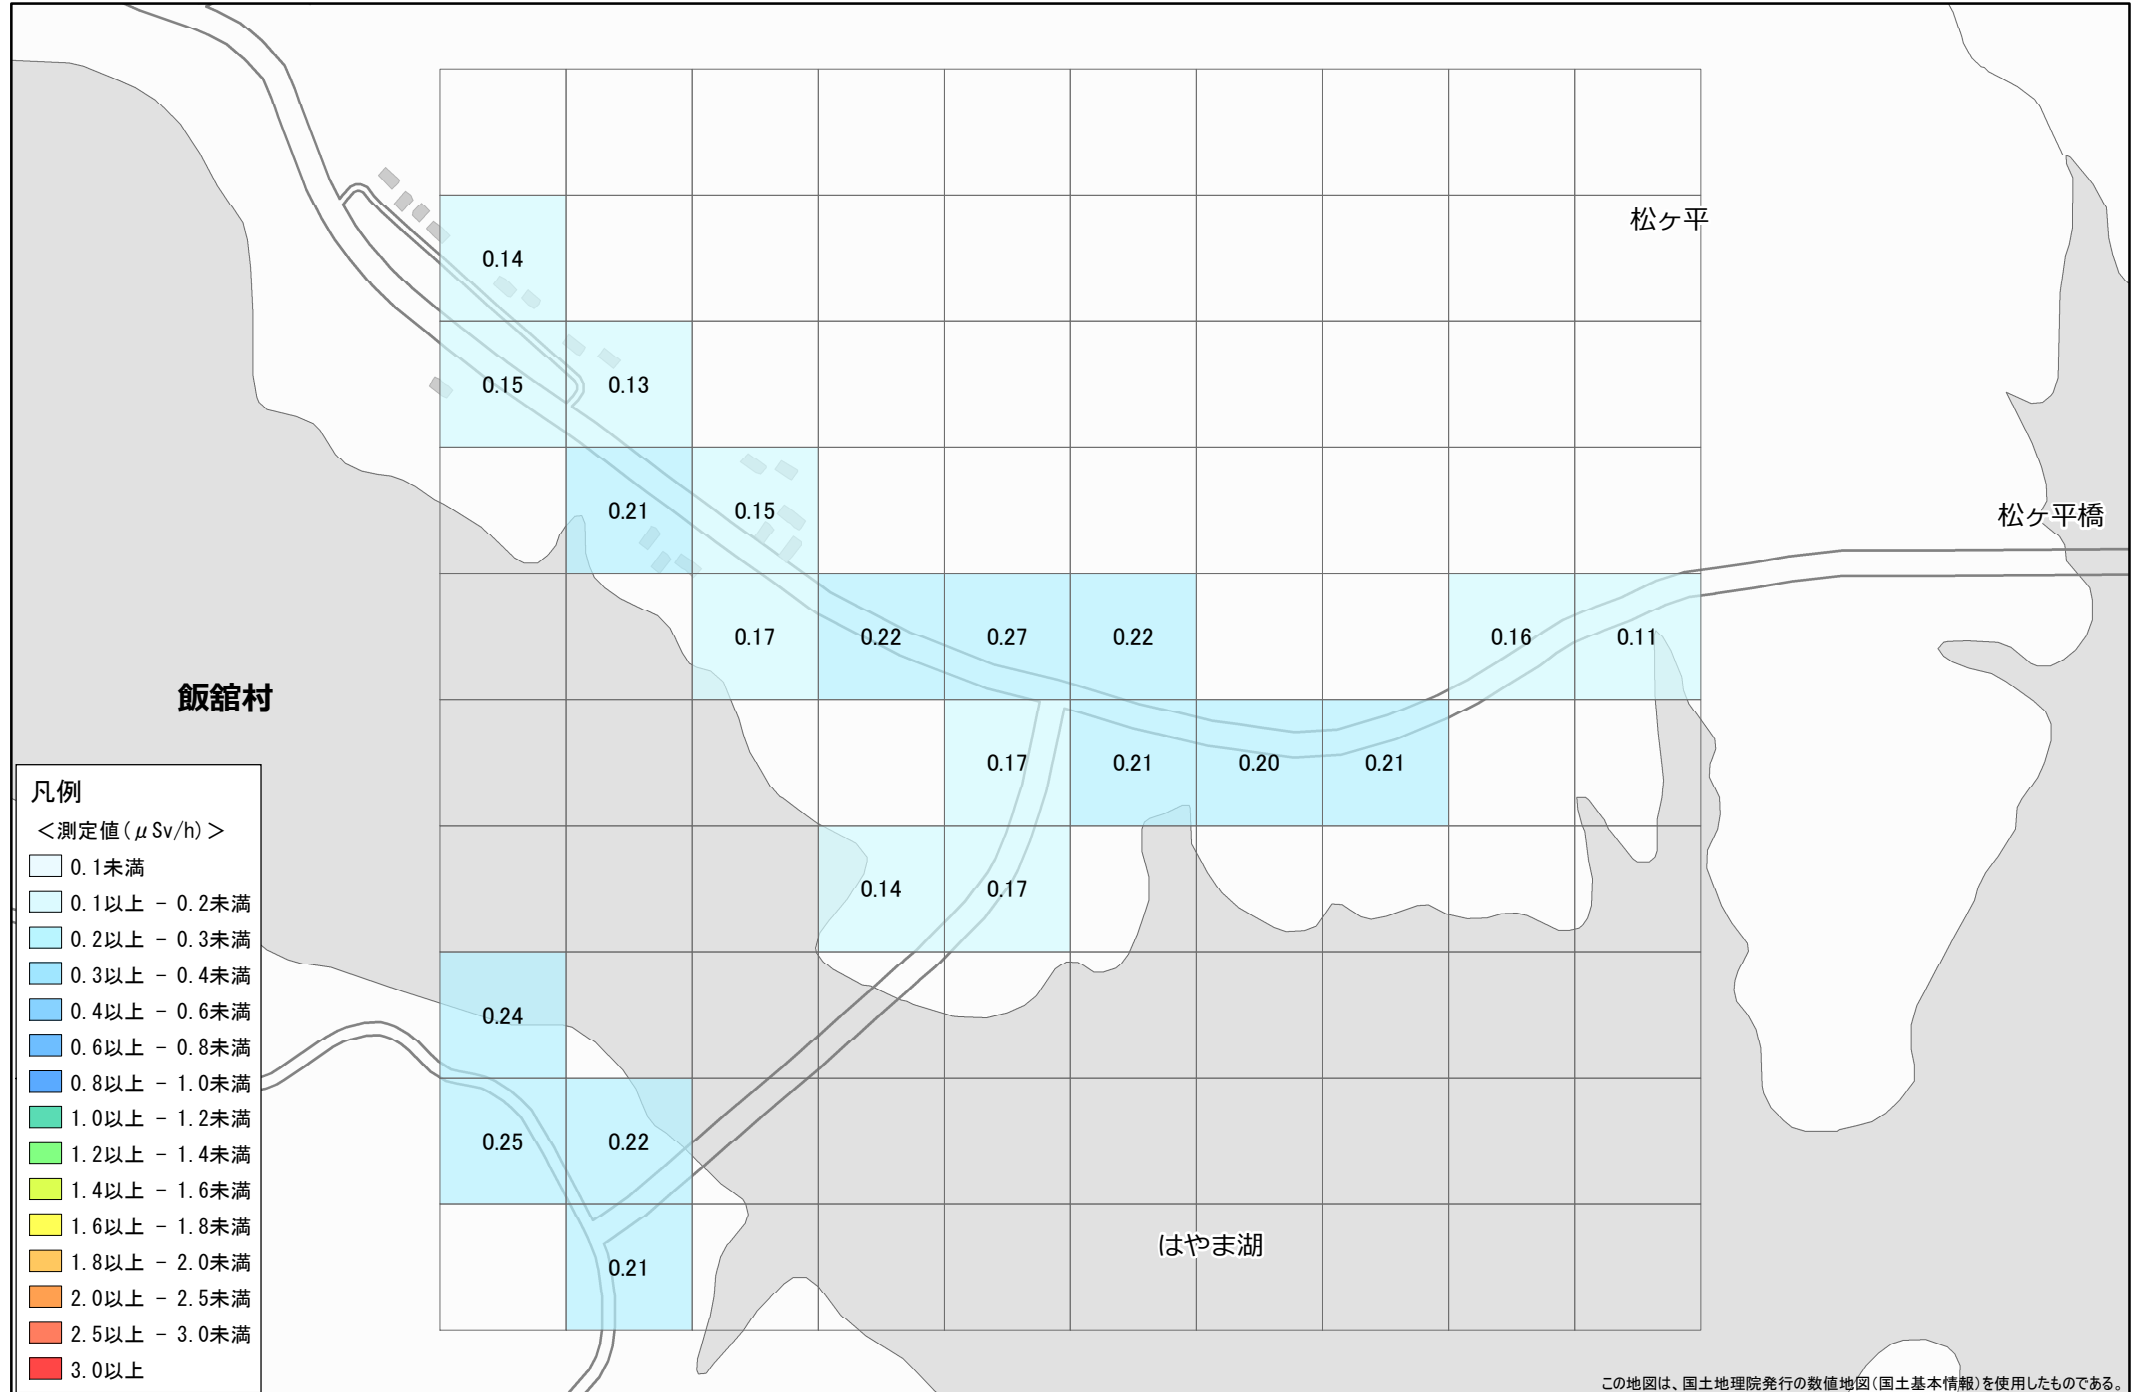 松ヶ平
0.14
0.15
0.13
0.21
0.15
松ヶ平橋
0.17
0.22
0.27
0.22
0.16
0.11
飯舘村
0.17
0.21
0.20
0.21
0.14
0.17
0.24
0.25
0.22
0.21
はやま湖
凡例
＜測定値(μSv/h)＞
0.1未満
0.1以上 － 0.2未満
0.2以上 － 0.3未満
0.3以上 － 0.4未満
0.4以上 － 0.6未満
0.6以上 － 0.8未満
0.8以上 － 1.0未満
1.0以上 － 1.2未満
1.2以上 － 1.4未満
1.4以上 － 1.6未満
1.6以上 － 1.8未満
1.8以上 － 2.0未満
2.0以上 － 2.5未満
2.5以上 － 3.0未満
3.0以上
この地図は、国土地理院発行の数値地図(国土基本情報)を使用したものである。